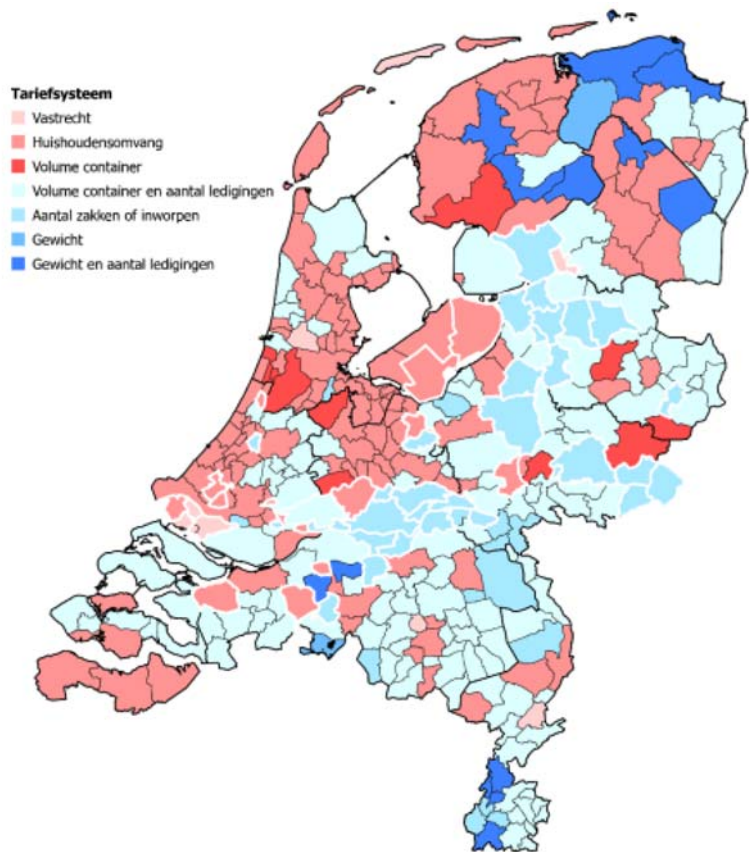 Tariefsysteem
Vastrecht
Huishoudensomvang
Volume container
Volume container en aantal ledigingen
Aantal zakken of inworpen
Gewicht
Gewicht en aantal ledigingen